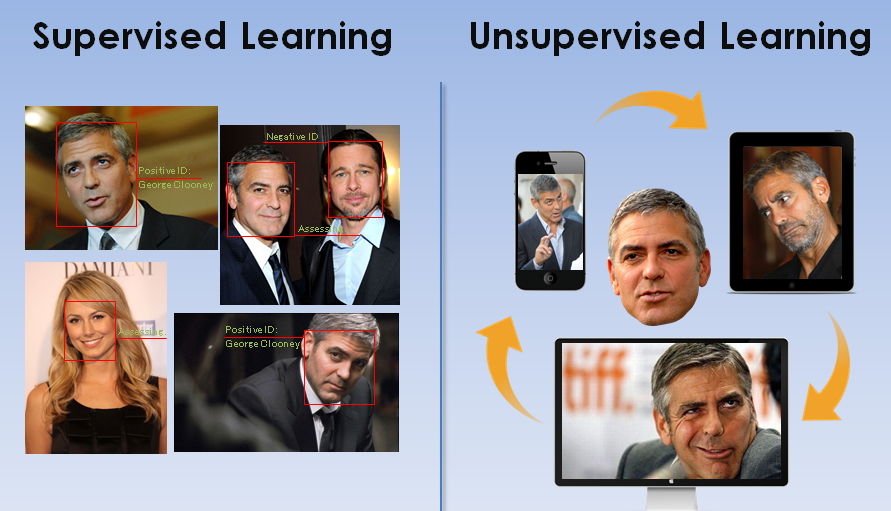 Supervised Learning
Unsupervised Learning
Positive ID:
George Clooney
Negative ID
Assessing
DAMIANI
Assessing
Positive ID:
George Clooney
tiff.